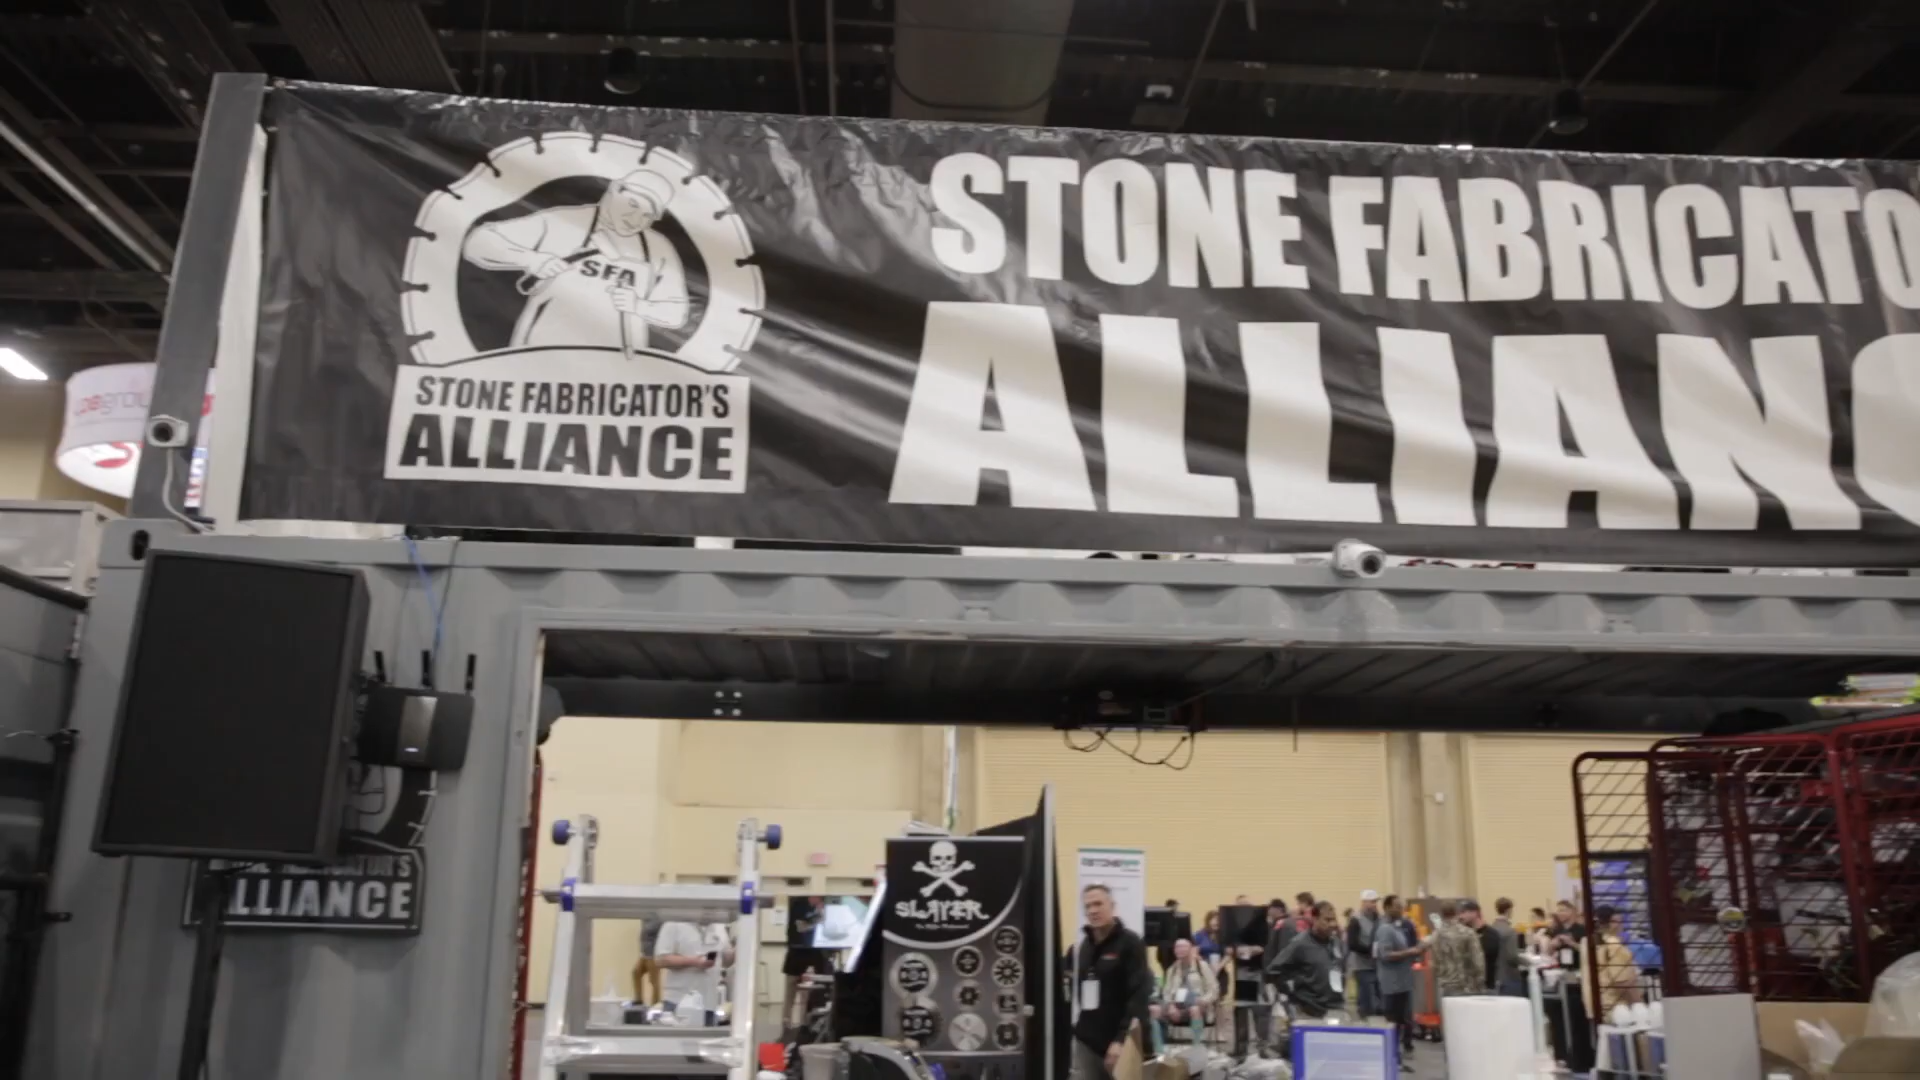 STONE FABRICATO
ALLIANC
SFA
STONE FABRICATOR'S
ALLIANCE
ALLIANCE
SLAYER